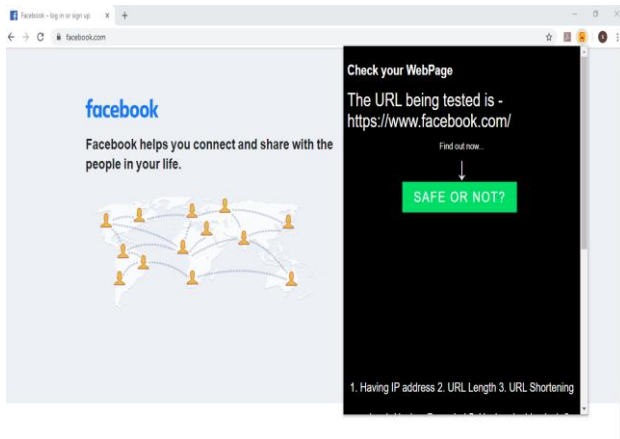 Facebook – log in or sign up
facebook.com
Check your WebPage
The URL being tested is -
https://www.facebook.com/
Find out now...
SAFE OR NOT?
facebook
Facebook helps you connect and share with the
people in your life.
1. Having IP address 2. URL Length 3. URL Shortening